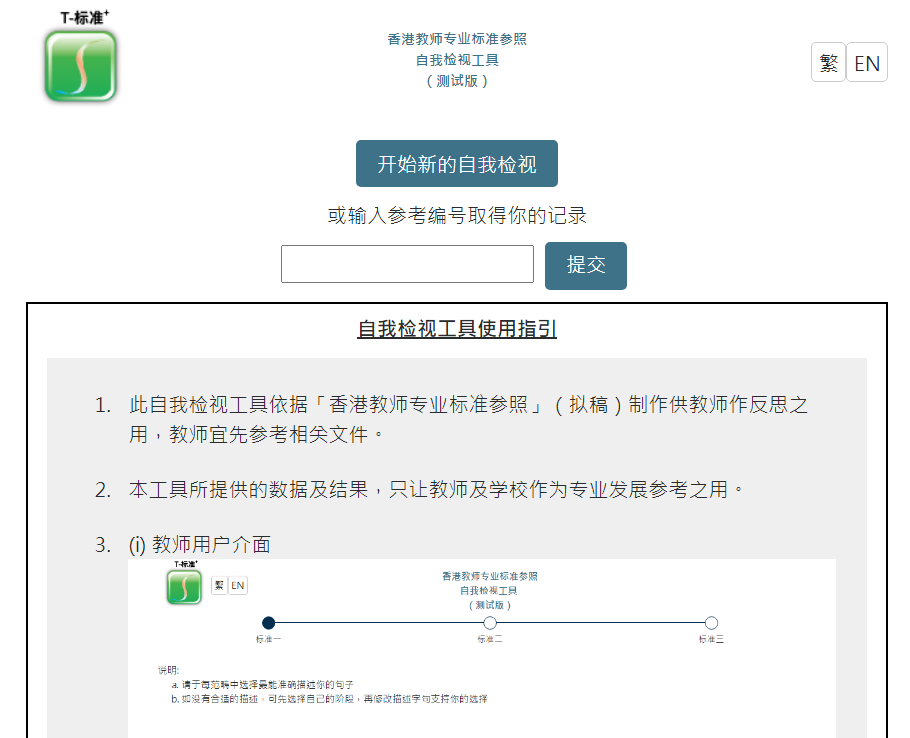 T-标准+
香港教师专业标准参照
自我检视工具
（测试版）
繁 EN
开始新的自我检视
或输入参考编号取得你的记录
提交
自我检视工具使用指引
1. 此自我检视工具依据「香港教师专业标准参照」（拟稿）制作供教师作反思之
用，教师宜先参考相关文件。
2. 本工具所提供的数据及结果，只让教师及学校作为专业发展参考之用。
3. (i) 教师用户介面
T-标准+
繁 EN
香港教师专业标准参照
自我检视工具
（测试版）
标准一 标准二 标准三
说明:
a. 请于每范畴中选择最能准确描述你的句子
b. 如没有合适的描述，可先选择自己的阶段，再修改描述字句支持你的选择